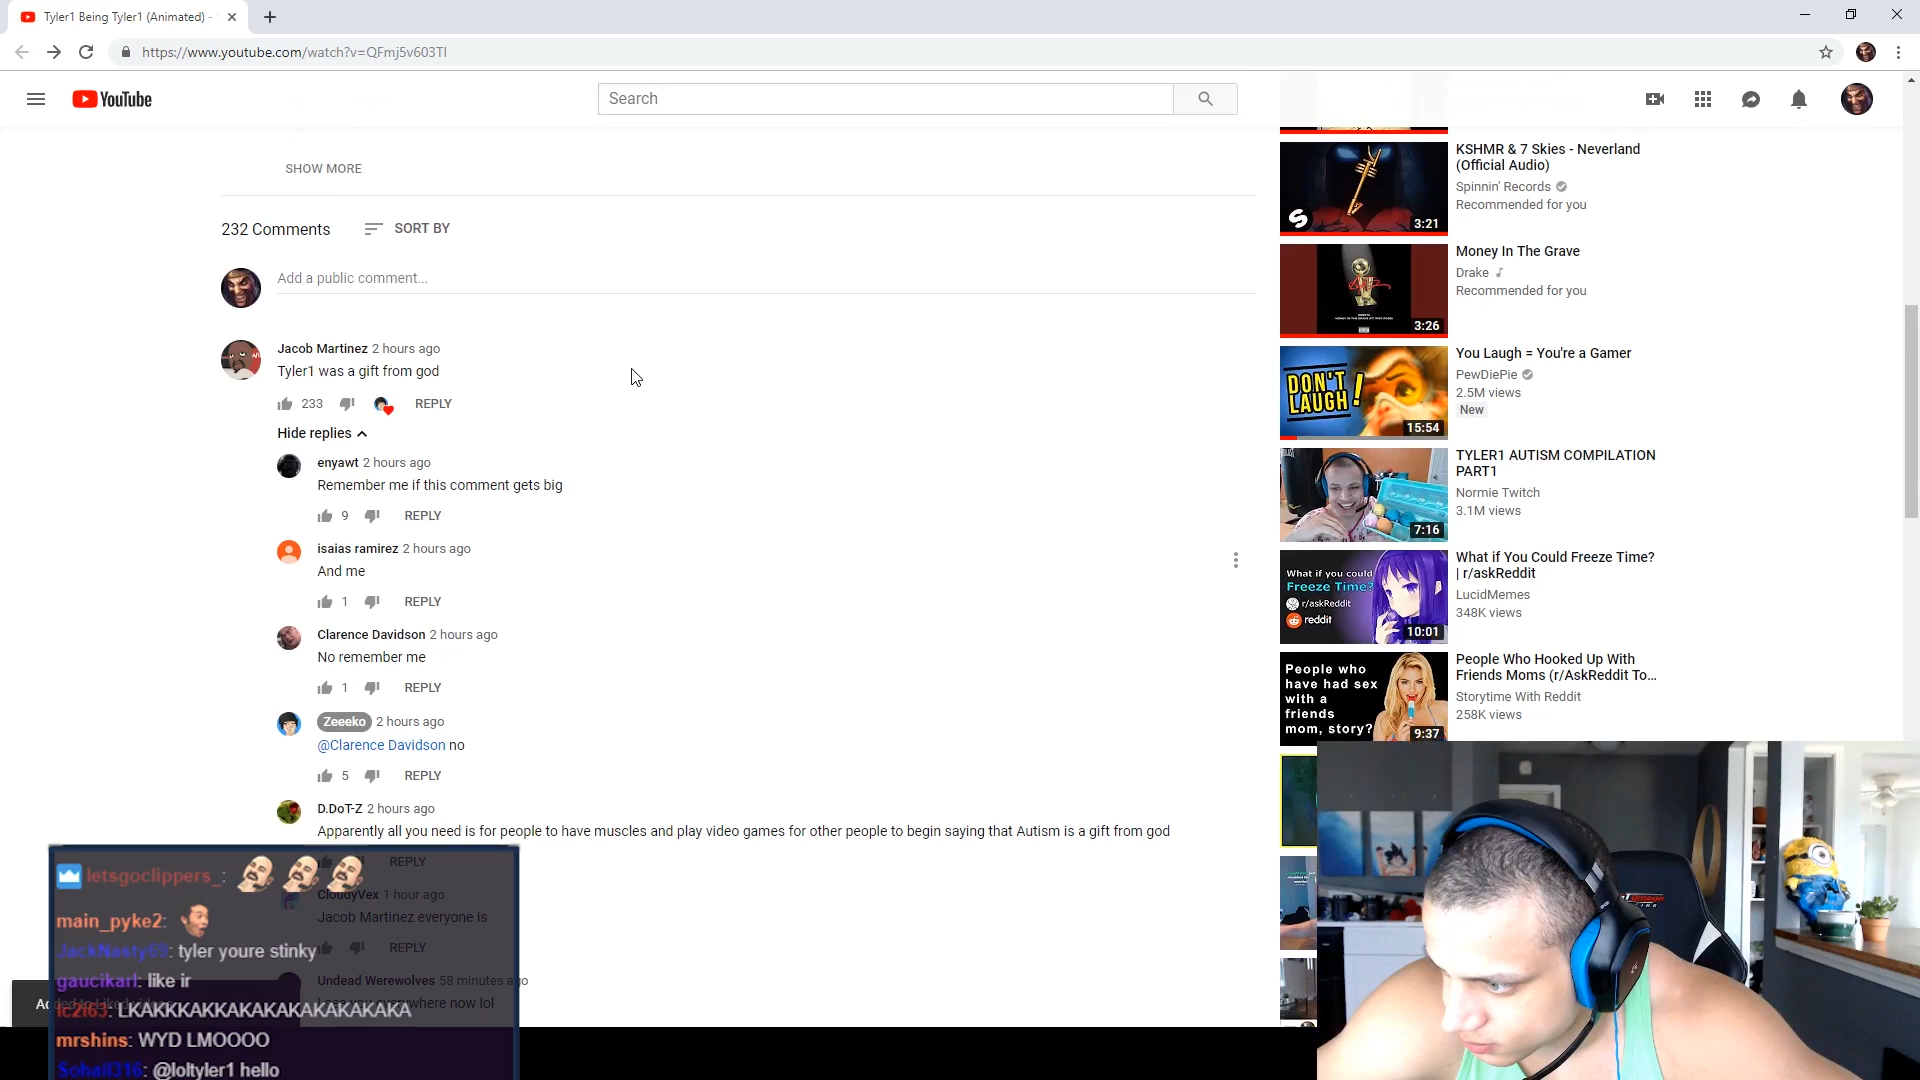 Tyler1 Being Tyler1 (Animated) -
https://www.youtube.com/watch?v=QFmj5v603TI
YouTube
Search
SHOW MORE
232 Comments
SORT BY
Add a public comment...
Jacob Martinez 2 hours ago
Tyler1 was a gift from god
233
REPLY
Hide replies
enyawt 2 hours ago
Remember me if this comment gets big
9
REPLY
isaias ramirez 2 hours ago
And me
1
REPLY
Clarence Davidson 2 hours ago
No remember me
1
REPLY
Zeeeko 2 hours ago
@Clarence Davidson no
5
REPLY
D.DoT-Z 2 hours ago
Apparently all you need is for people to have muscles and play video games for other people to begin saying that Autism is a gift from god
REPLY
CloudyVex 1 hour ago
Jacob Martinez everyone is
REPLY
Undead Werewolves 58 minutes ago
I see you everywhere now lol
letsgoclippers_:
main_pyke2:
JackNasty69: tyler youre stinky
gaucikarl: like ir
LKAKKKAKKAKAKAKAKAKAKAKA
mrshins: WYD LMOOOO
Sohail316: @loltyler1 hello
KSHMR & 7 Skies - Neverland
(Official Audio)
Spinnin' Records
Recommended for you
3:21
Money In The Grave
Drake
Recommended for you
3:26
You Laugh = You're a Gamer
PewDiePie
2.5M views
New
DON'T
LAUGH!
15:54
TYLER1 AUTISM COMPILATION
PART1
Normie Twitch
3.1M views
7:16
What if You Could Freeze Time?
| r/askReddit
LucidMemes
348K views
What if you could
Freeze Time?
r/askReddit
reddit
10:01
People Who Hooked Up With
Friends Moms (r/AskReddit To...
Storytime With Reddit
258K views
People who
have had sex
with a
friends
mom, story?
9:37